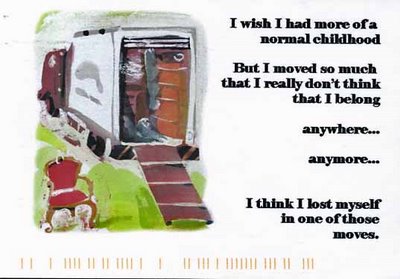 I wish I had more of a
normal childhood
But I moved so much
that I really don't think
that I belong
anywhere...
anymore...
I think I lost myself
in one of those
moves.